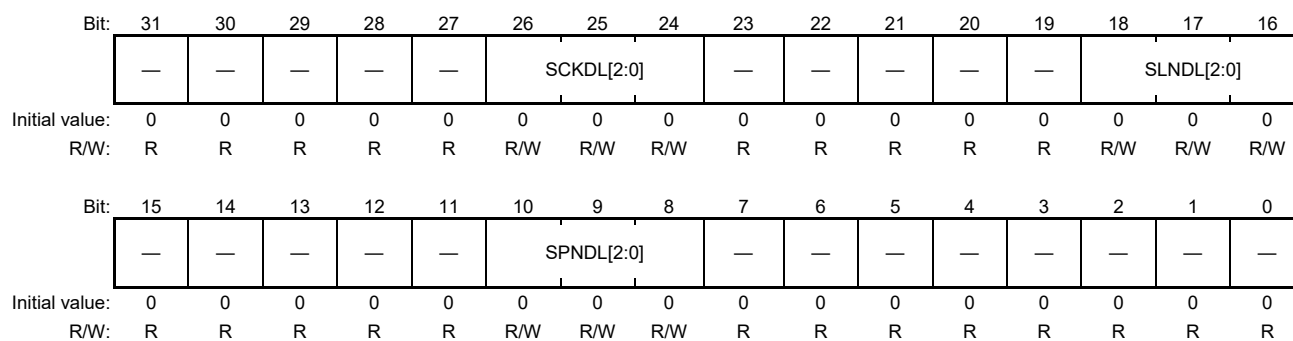 Bit: 31 30 29 28 27 26 25 24 23 22 21 20 19 18 17 16
— — — — — SCKDL[2:0] — — — — — SLNDL[2:0]
Initial value: 0 0 0 0 0 0 0 0 0 0 0 0 0 0 0 0
R/W: R R R R R R/W R/W R/W R R R R R R/W R/W R/W
Bit: 15 14 13 12 11 10 9 8 7 6 5 4 3 2 1 0
— — — — — SPNDL[2:0] — — — — — — — —
Initial value: 0 0 0 0 0 0 0 0 0 0 0 0 0 0 0 0
R/W: R R R R R R/W R/W R/W R R R R R R R R